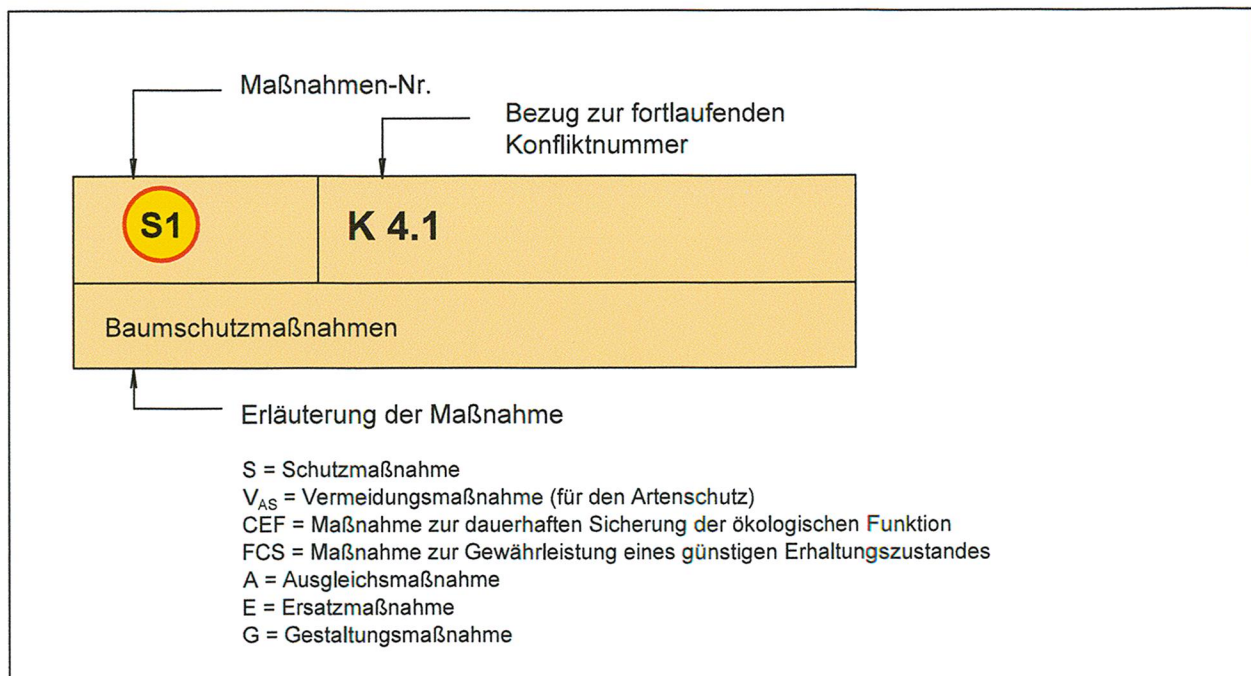 Maßnahmen-Nr.
Bezug zur fortlaufenden
Konfliktnummer
S1
K 4.1
Baumschutzmaßnahmen
Erläuterung der Maßnahme
S = Schutzmaßnahme
V_AS = Vermeidungsmaßnahme (für den Artenschutz)
CEF = Maßnahme zur dauerhaften Sicherung der ökologischen Funktion
FCS = Maßnahme zur Gewährleistung eines günstigen Erhaltungszustandes
A = Ausgleichsmaßnahme
E = Ersatzmaßnahme
G = Gestaltungsmaßnahme